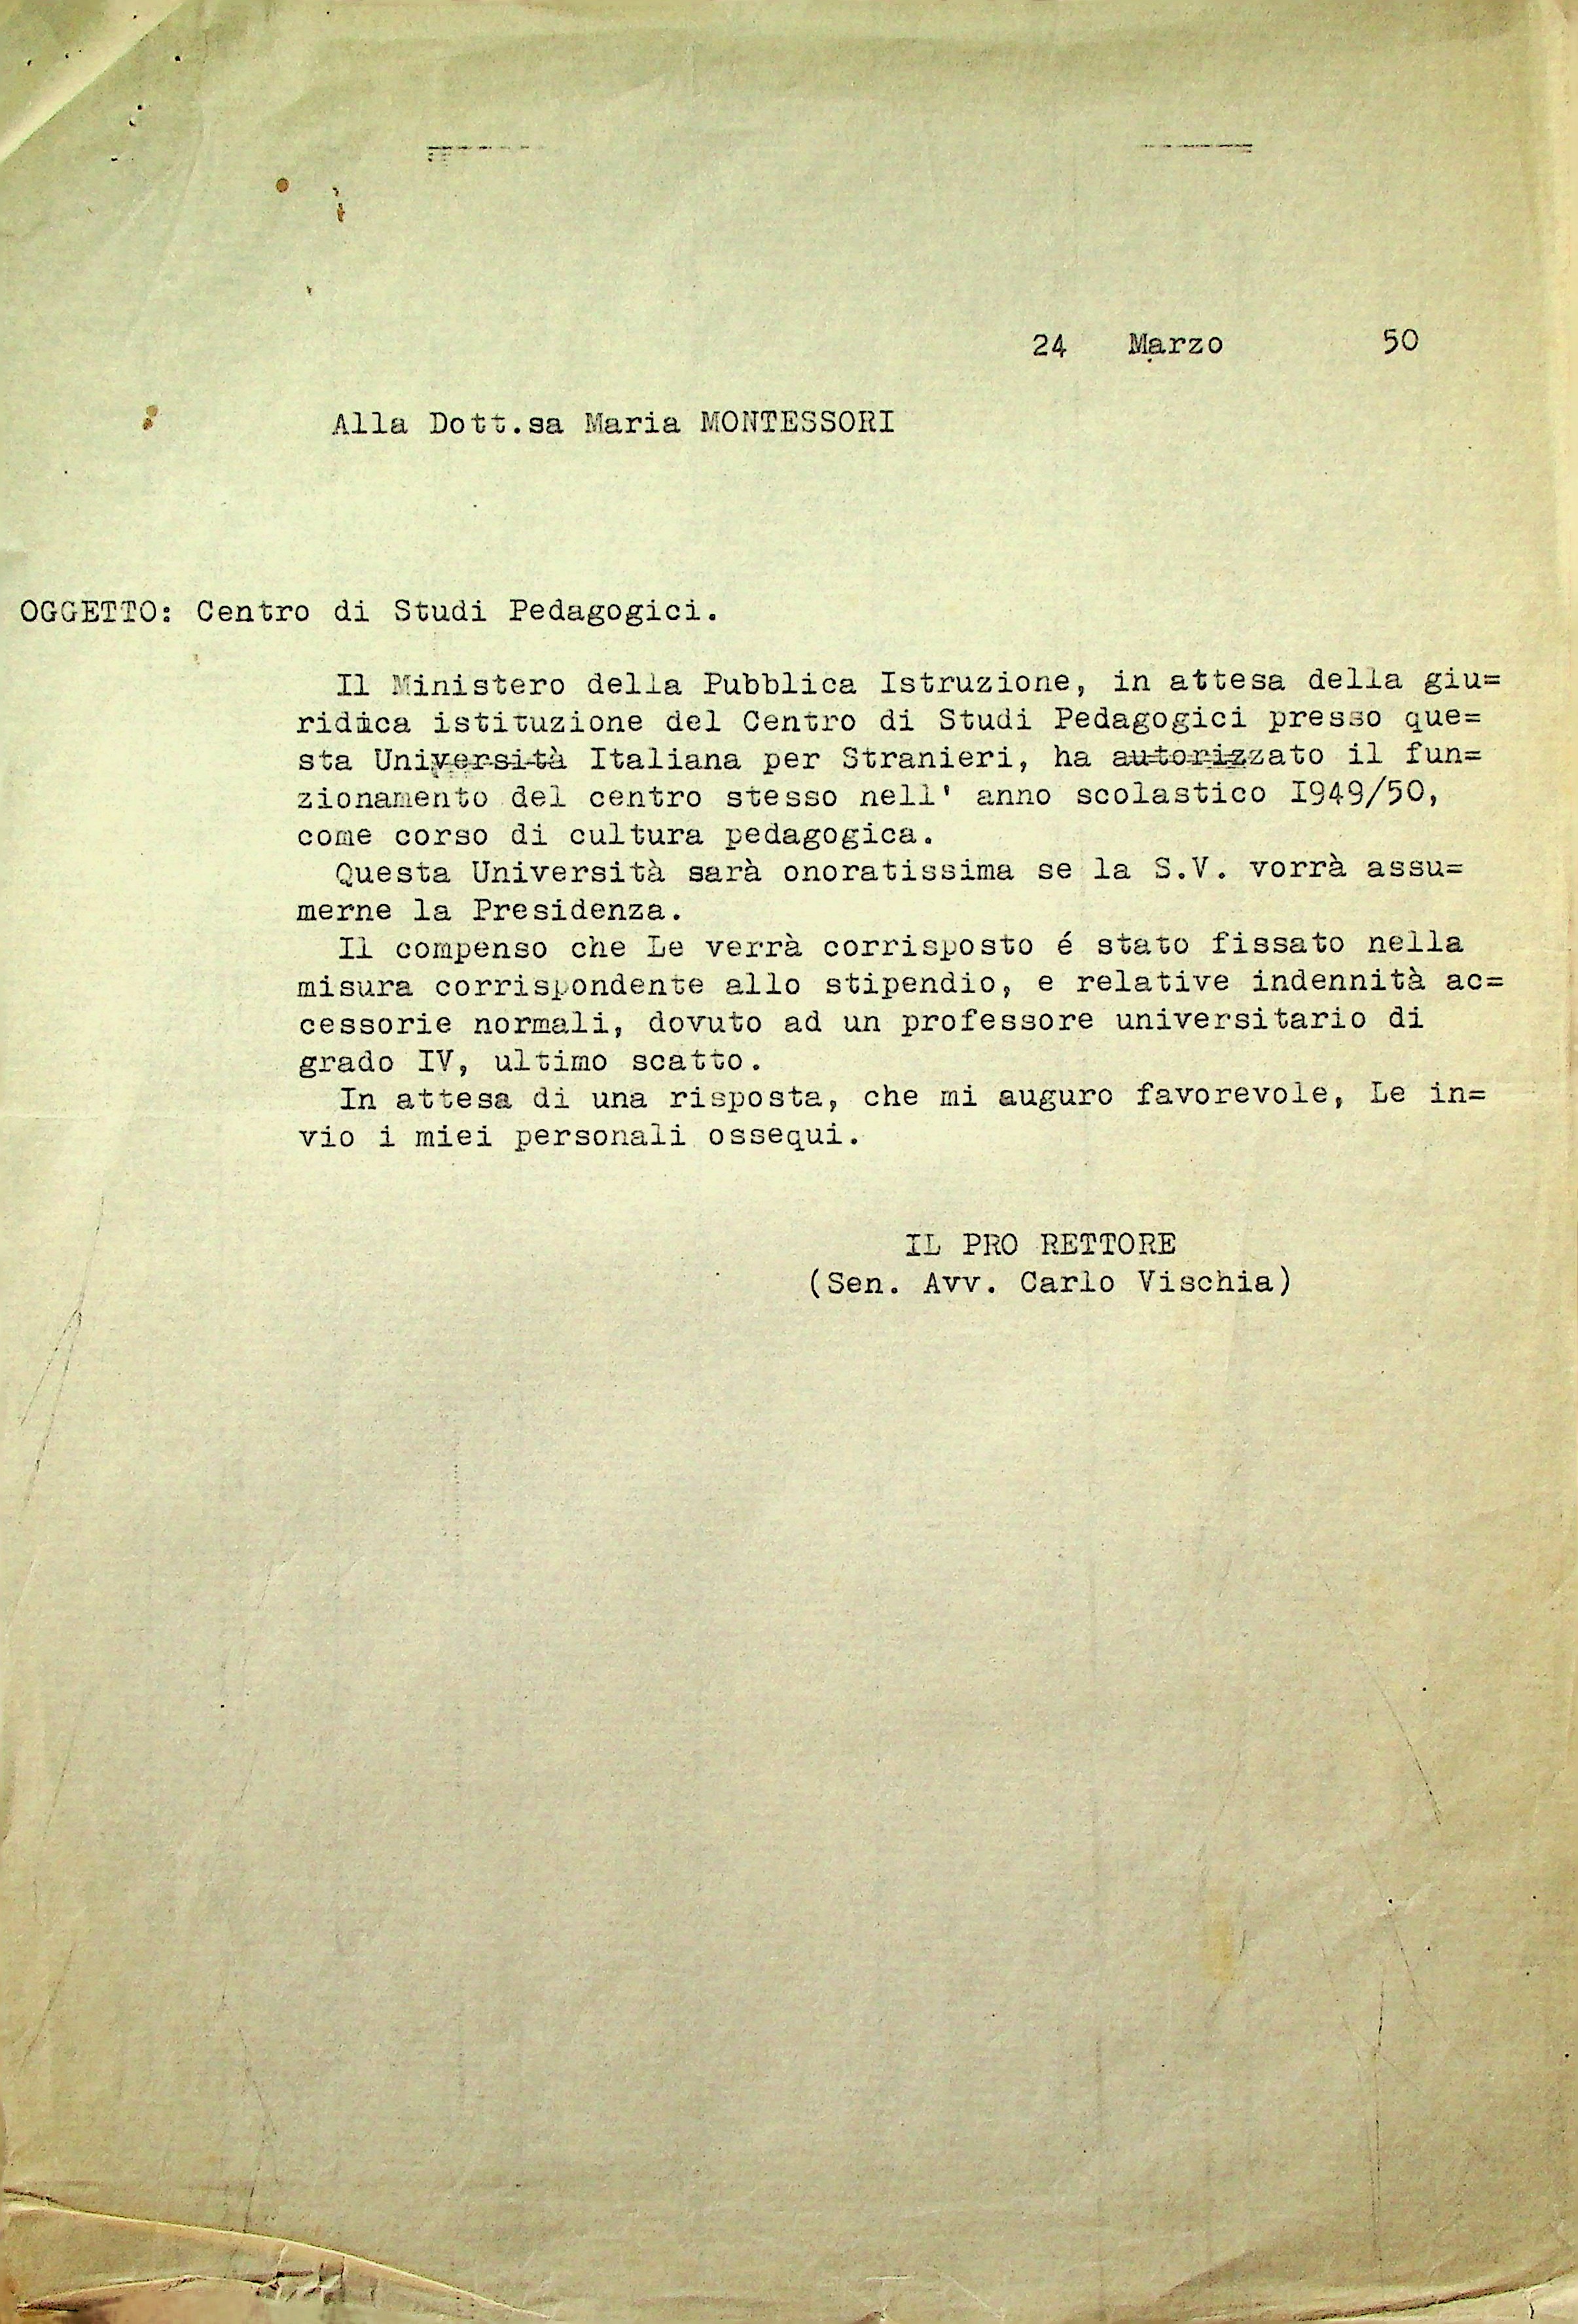 24 Marzo 50
Alla Dott.sa Maria MONTESSORI
OGGETTO: Centro di Studi Pedagogici.
Il Ministero della Pubblica Istruzione, in attesa della giu=
ridica istituzione del Centro di Studi Pedagogici presso que=
sta Università Italiana per Stranieri, ha autorizzato il fun=
zionamento del centro stesso nell' anno scolastico I949/50,
come corso di cultura pedagogica.
Questa Università sarà onoratissima se la S.V. vorrà assu=
merne la Presidenza.
Il compenso che Le verrà corrisposto é stato fissato nella
misura corrispondente allo stipendio, e relative indennità ac=
cessorie normali, dovuto ad un professore universitario di
grado IV, ultimo scatto.
In attesa di una risposta, che mi auguro favorevole, Le in=
vio i miei personali ossequi.
IL PRO RETTORE
(Sen. Avv. Carlo Vischia)